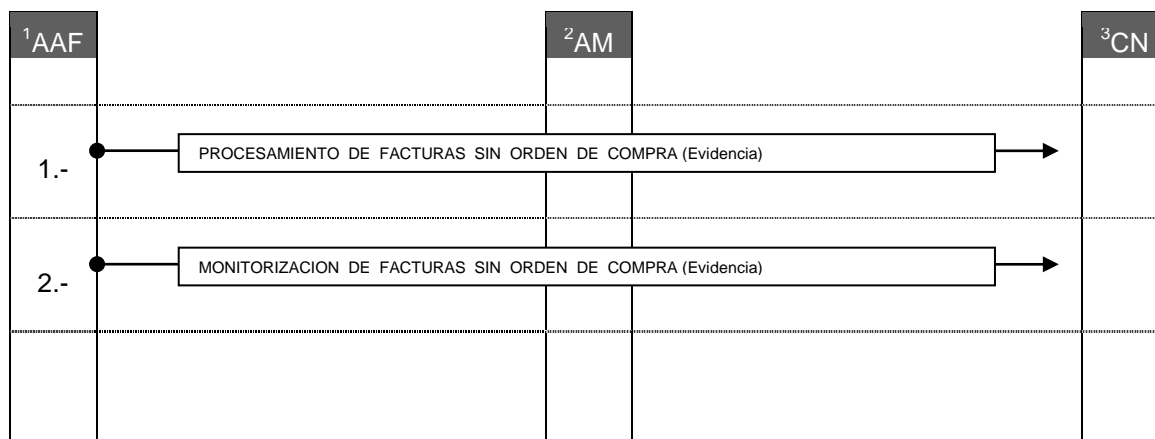 ¹AAF
²AM
³CN
1.-
PROCESAMIENTO DE FACTURAS SIN ORDEN DE COMPRA (Evidencia)
2.-
MONITORIZACION DE FACTURAS SIN ORDEN DE COMPRA (Evidencia)